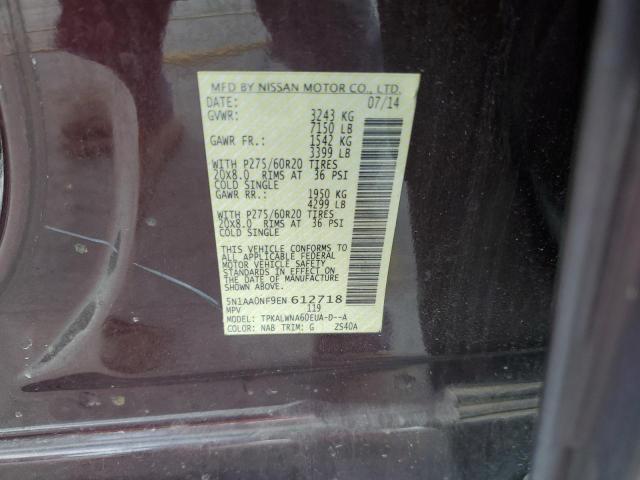 MFD BY NISSAN MOTOR CO., LTD.
DATE: 07/14
GVWR: 3243 KG
7150 LB
GAWR FR.: 1542 KG
3399 LB
WITH P275/60R20 TIRES
20X8.0 RIMS AT 36 PSI
COLD SINGLE
GAWR RR.: 1950 KG
4299 LB
WITH P275/60R20 TIRES
20X8.0 RIMS AT 36 PSI
COLD SINGLE
THIS VEHICLE CONFORMS TO
ALL APPLICABLE FEDERAL
MOTOR VEHICLE SAFETY
STANDARDS IN EFFECT ON
THE DATE OF MANUFACTURE
SHOWN ABOVE.
5N1AA0NF9EN612718
MPV 119
MODEL: TPKALWNA60EUA-D--A
COLOR: NAB TRIM: G 2S40A